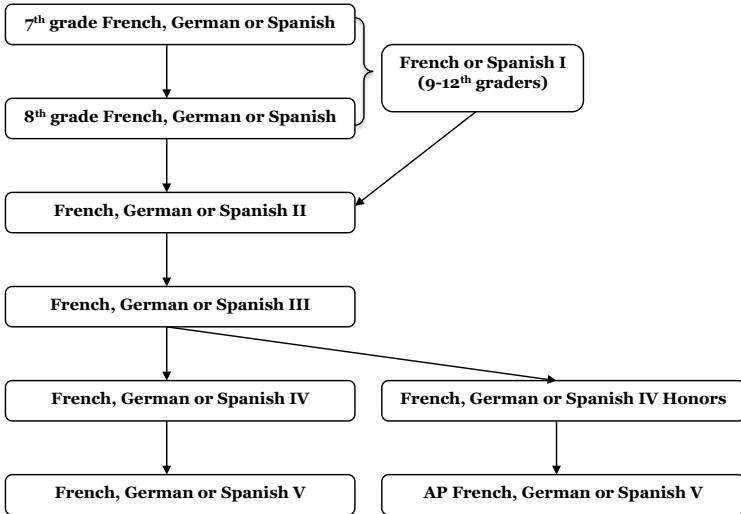 7th grade French, German or Spanish
French or Spanish I
(9-12th graders)
8th grade French, German or Spanish
French, German or Spanish II
French, German or Spanish III
French, German or Spanish IV
French, German or Spanish IV Honors
French, German or Spanish V
AP French, German or Spanish V